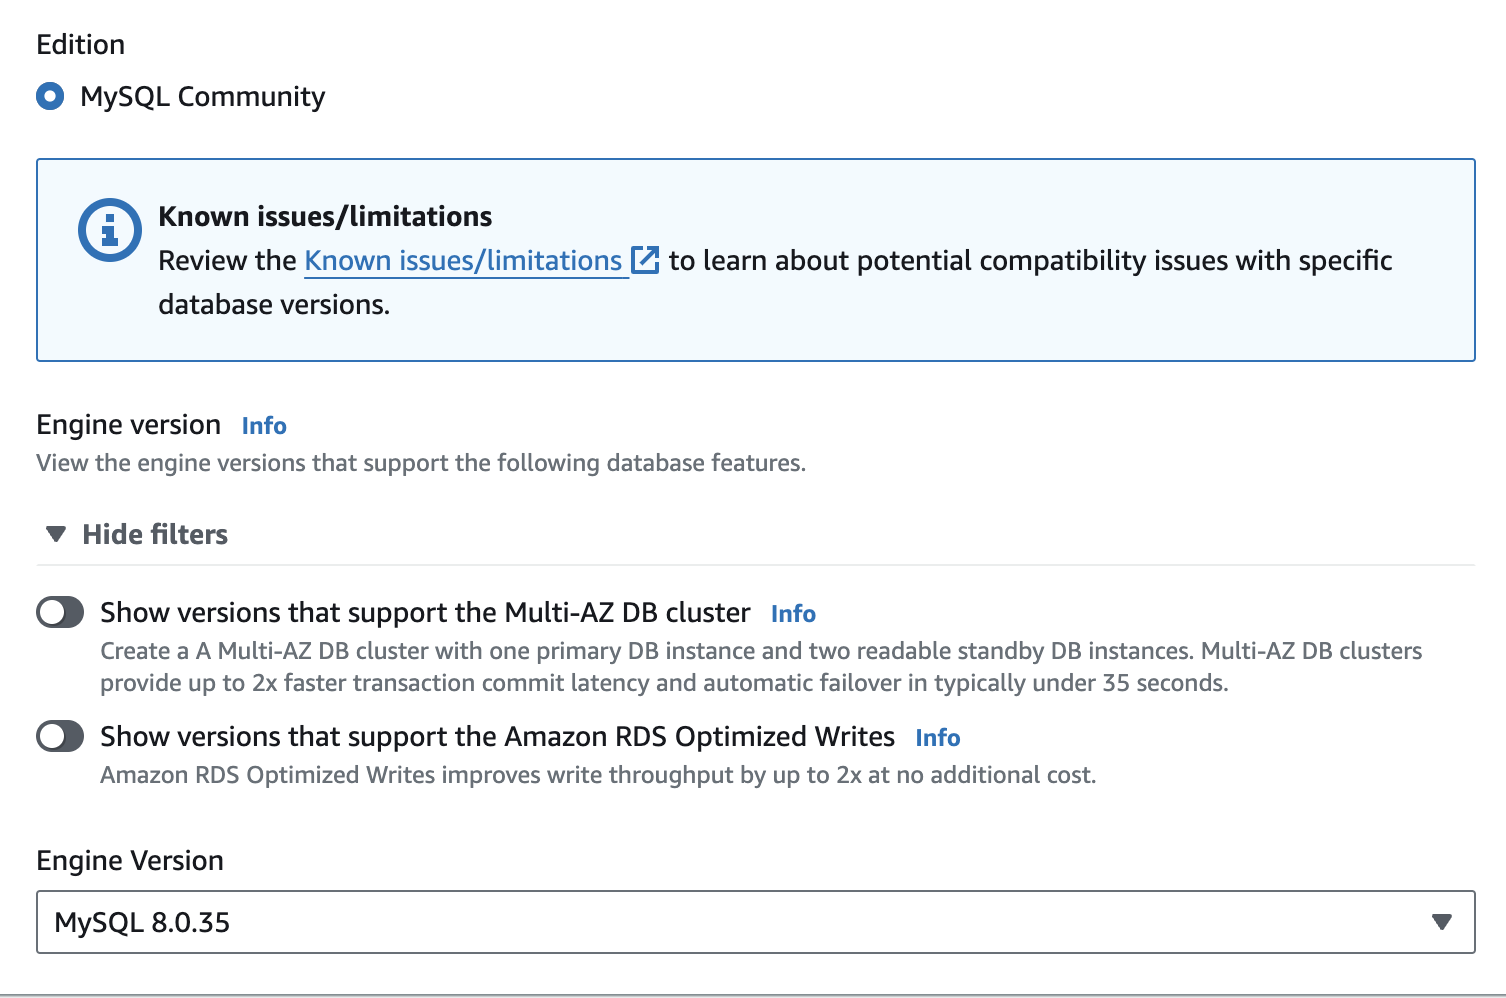 Edition
MySQL Community
Known issues/limitations
Review the Known issues/limitations to learn about potential compatibility issues with specific
database versions.
Engine version Info
View the engine versions that support the following database features.
Hide filters
Show versions that support the Multi-AZ DB cluster Info
Create a A Multi-AZ DB cluster with one primary DB instance and two readable standby DB instances. Multi-AZ DB clusters
provide up to 2x faster transaction commit latency and automatic failover in typically under 35 seconds.
Show versions that support the Amazon RDS Optimized Writes Info
Amazon RDS Optimized Writes improves write throughput by up to 2x at no additional cost.
Engine Version
MySQL 8.0.35